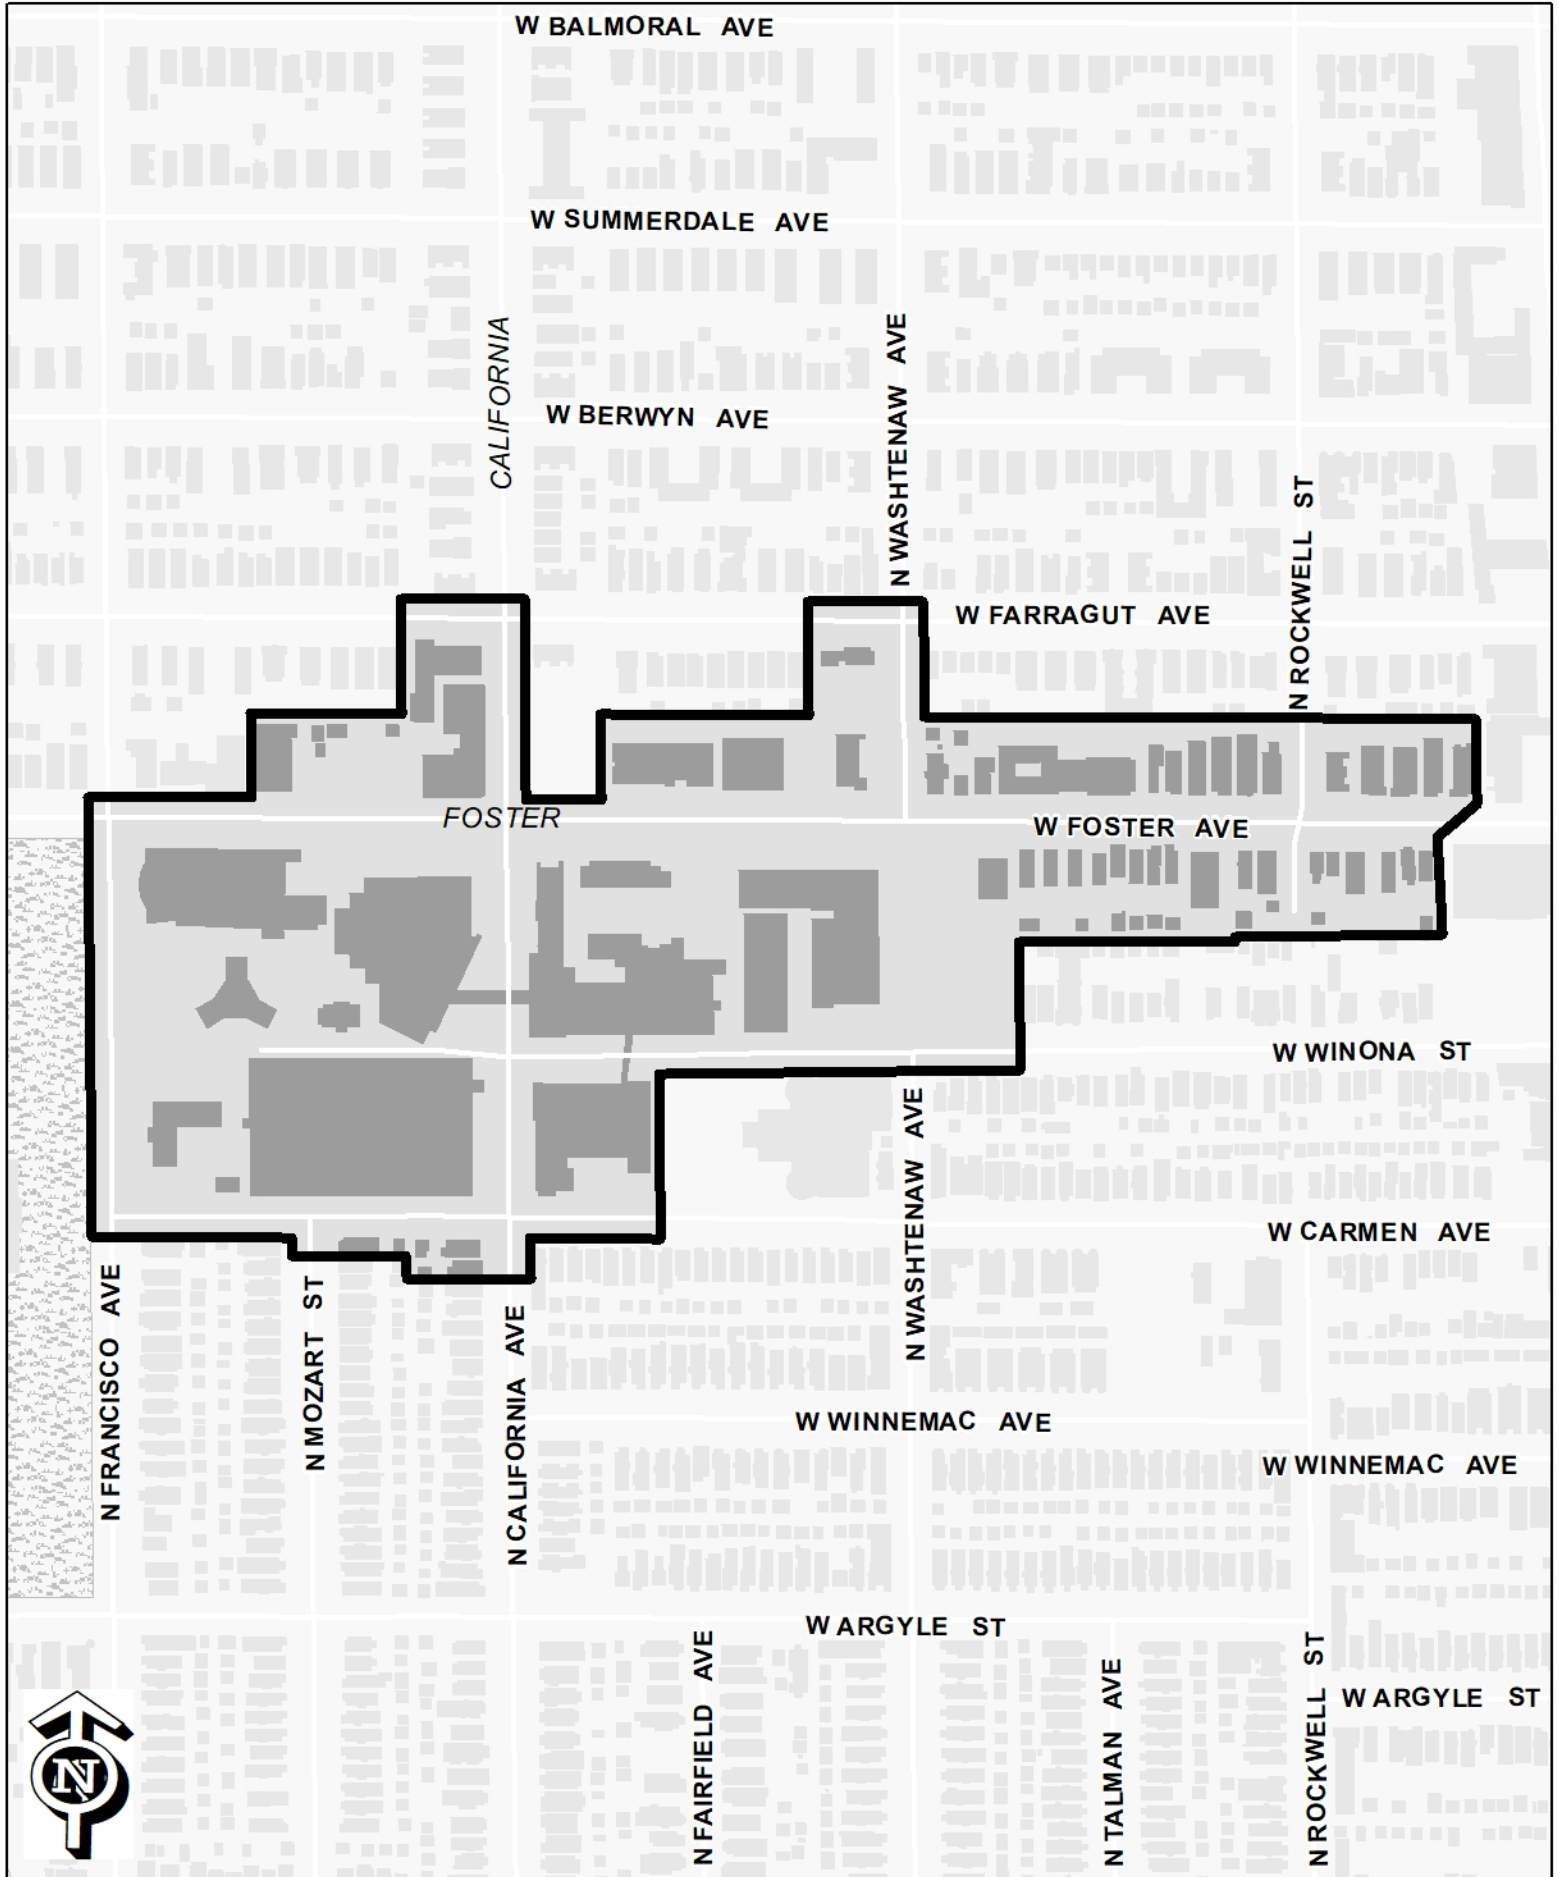 W BALMORAL AVE
W SUMMERDALE AVE
CALIFORNIA
N WASHTENAW AVE
W BERWYN AVE
N ROCKWELL ST
W FARRAGUT AVE
FOSTER
W FOSTER AVE
W WINONA ST
N WASHTENAW AVE
W CARMEN AVE
N FRANCISCO AVE
N MOZART ST
N CALIFORNIA AVE
W WINNEMAC AVE
W WINNEMAC AVE
W ARGYLE ST
N FAIRFIELD AVE
N TALMAN AVE
N ROCKWELL ST
W ARGYLE ST
N